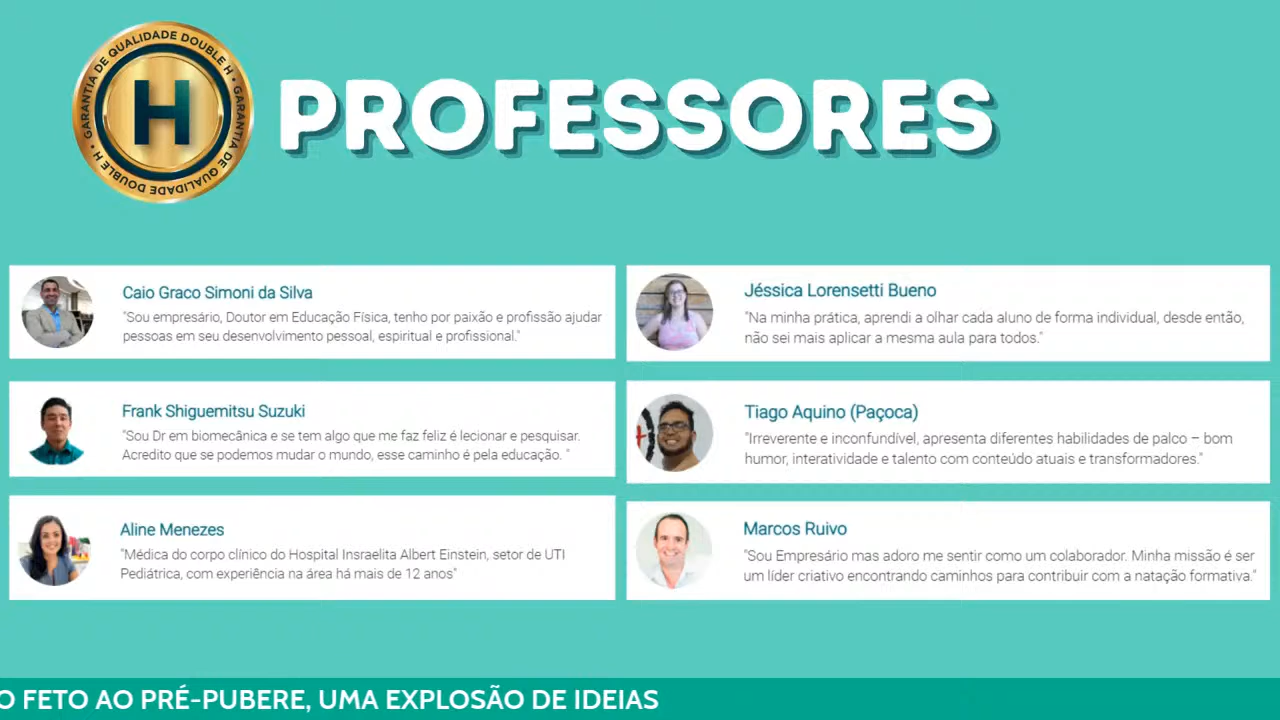 GARANTIA DE QUALIDADE DOUBLE H • GARANTIA DE QUALIDADE DOUBLE H •
H
PROFESSORES
Caio Graco Simoni da Silva
"Sou empresário, Doutor em Educação Física, tenho por paixão e profissão ajudar
pessoas em seu desenvolvimento pessoal, espiritual e profissional."
Frank Shiguemitsu Suzuki
"Sou Dr em biomecânica e se tem algo que me faz feliz é lecionar e pesquisar.
Acredito que se podemos mudar o mundo, esse caminho é pela educação. "
Aline Menezes
"Médica do corpo clínico do Hospital Insraelita Albert Einstein, setor de UTI
Pediátrica, com experiência na área há mais de 12 anos"
Jéssica Lorensetti Bueno
"Na minha prática, aprendi a olhar cada aluno de forma individual, desde então,
não sei mais aplicar a mesma aula para todos."
Tiago Aquino (Paçoca)
"Irreverente e inconfundível, apresenta diferentes habilidades de palco – bom
humor, interatividade e talento com conteúdo atuais e transformadores."
Marcos Ruivo
"Sou Empresário mas adoro me sentir como um colaborador. Minha missão é ser
um líder criativo encontrando caminhos para contribuir com a natação formativa."
O FETO AO PRÉ-PUBERE, UMA EXPLOSÃO DE IDEIAS